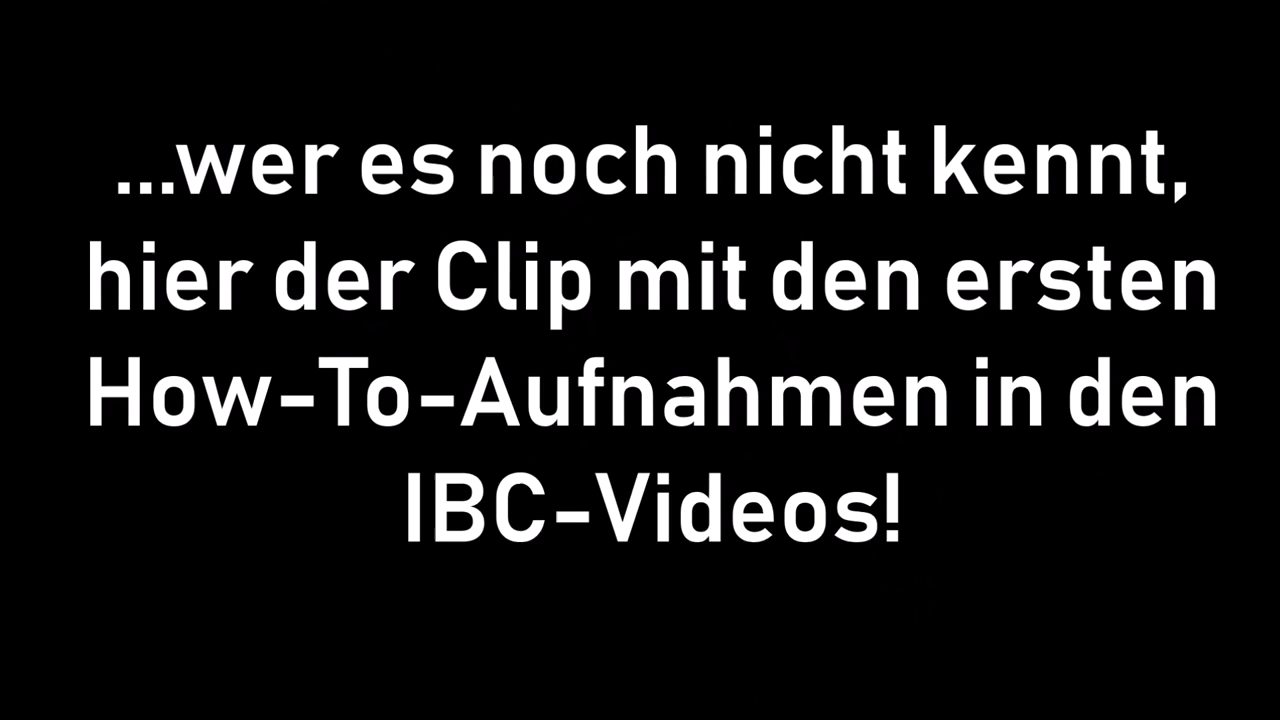 ...wer es noch nicht kennt,
hier der Clip mit den ersten
How-To-Aufnahmen in den
IBC-Videos!